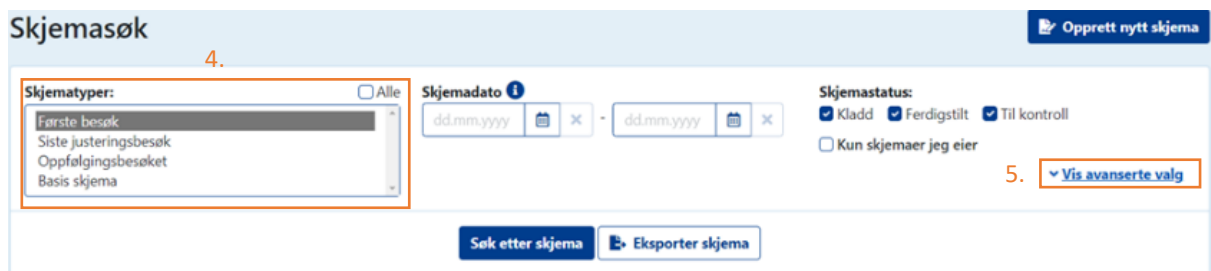 Skjemasøk
Opprett nytt skjema
4.
Skjematyper:
Alle
Første besøk
Siste justeringsbesøk
Oppfølgingsbesøket
Basis skjema
Skjemadato
dd.mm.yyyy - dd.mm.yyyy
Skjemastatus:
Kladd Ferdigstilt Til kontroll
Kun skjemaer jeg eier
5.
Vis avanserte valg
Søk etter skjema
Eksporter skjema